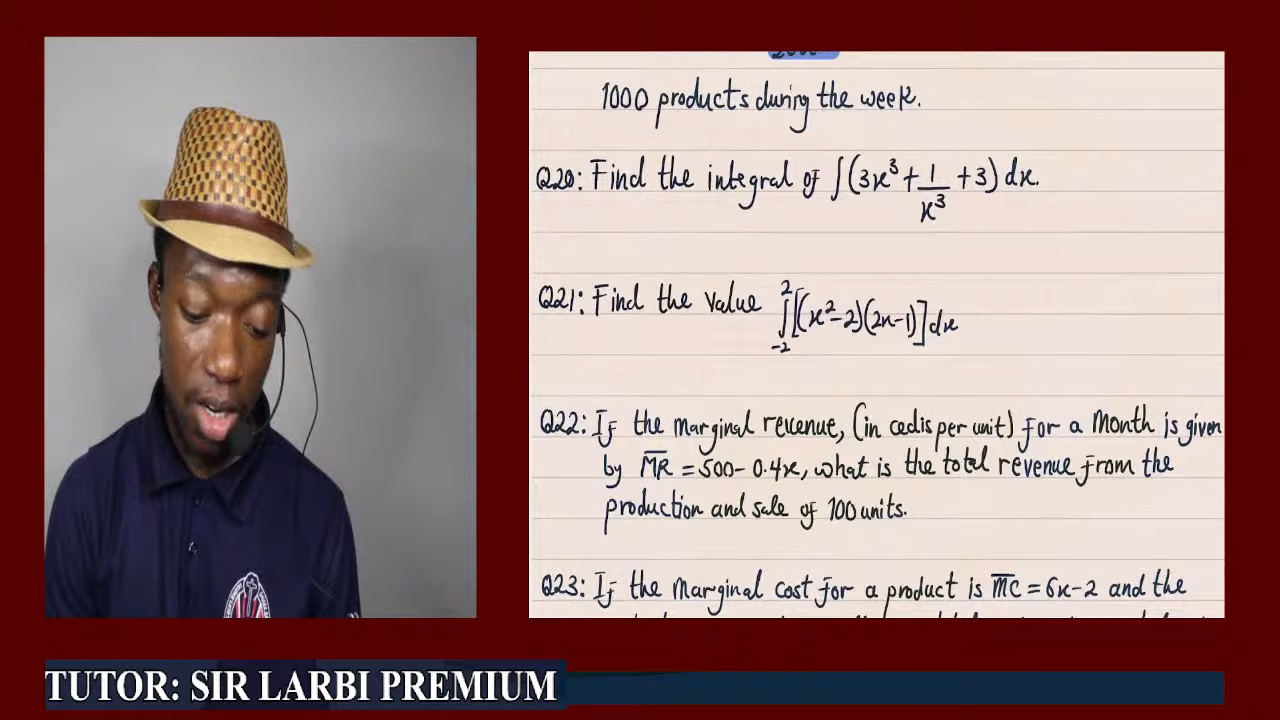 1000 products during the week.
Q20: Find the integral of ∫(3x³ + 1/x³ + 3) dx.
Q21: Find the value ∫₋₂² [(x²-2)(2x-1)] dx
Q22: If the marginal revenue, (in cedis per unit) for a month is given
by M̅R̅ = 500 - 0.4x, what is the total revenue from the
production and sale of 100 units.
Q23: If the marginal cost for a product is M̅C̅ = 6x-2 and the
TUTOR: SIR LARBI PREMIUM